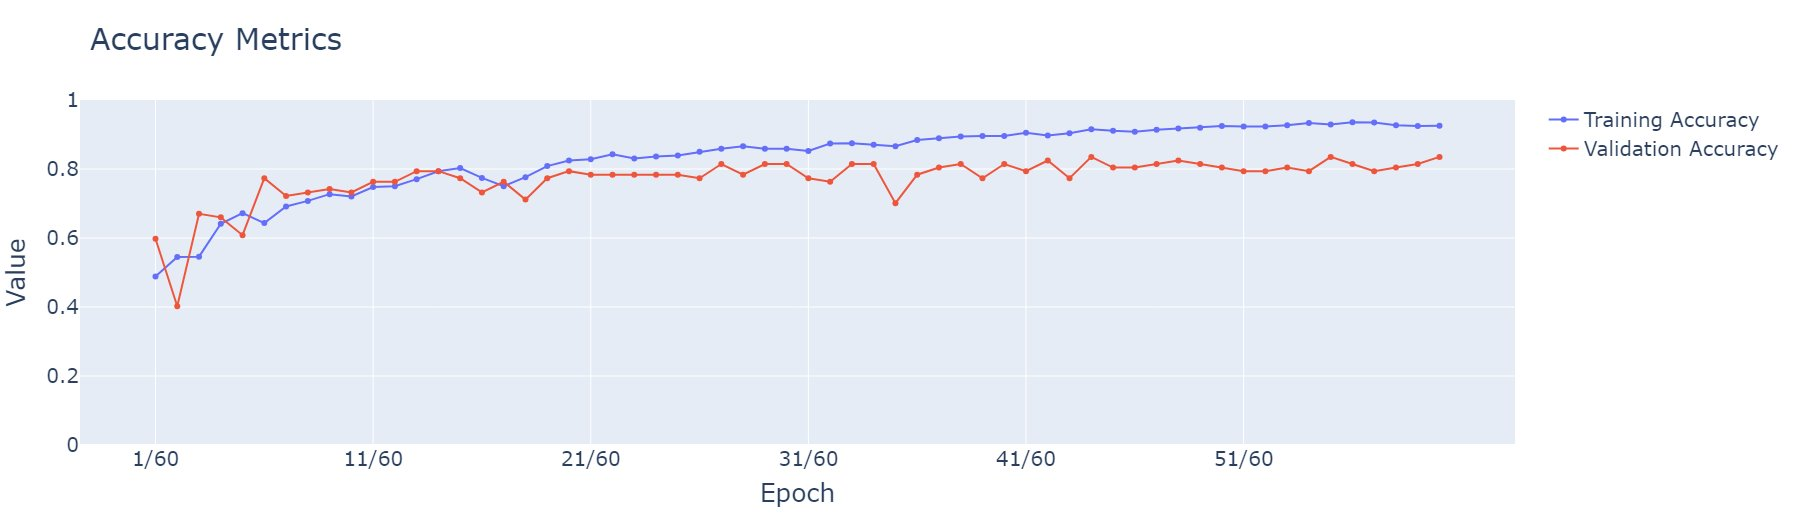 Accuracy Metrics
Training Accuracy
Validation Accuracy
Value
1
0.8
0.6
0.4
0.2
0
1/60 11/60 21/60 31/60 41/60 51/60
Epoch